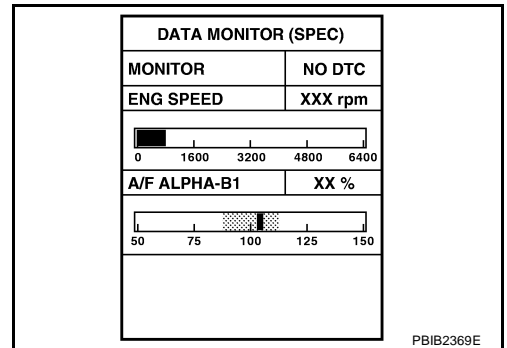 DATA MONITOR (SPEC)
MONITOR NO DTC
ENG SPEED XXX rpm
0 1600 3200 4800 6400
A/F ALPHA-B1 XX %
50 75 100 125 150
PBIB2369E